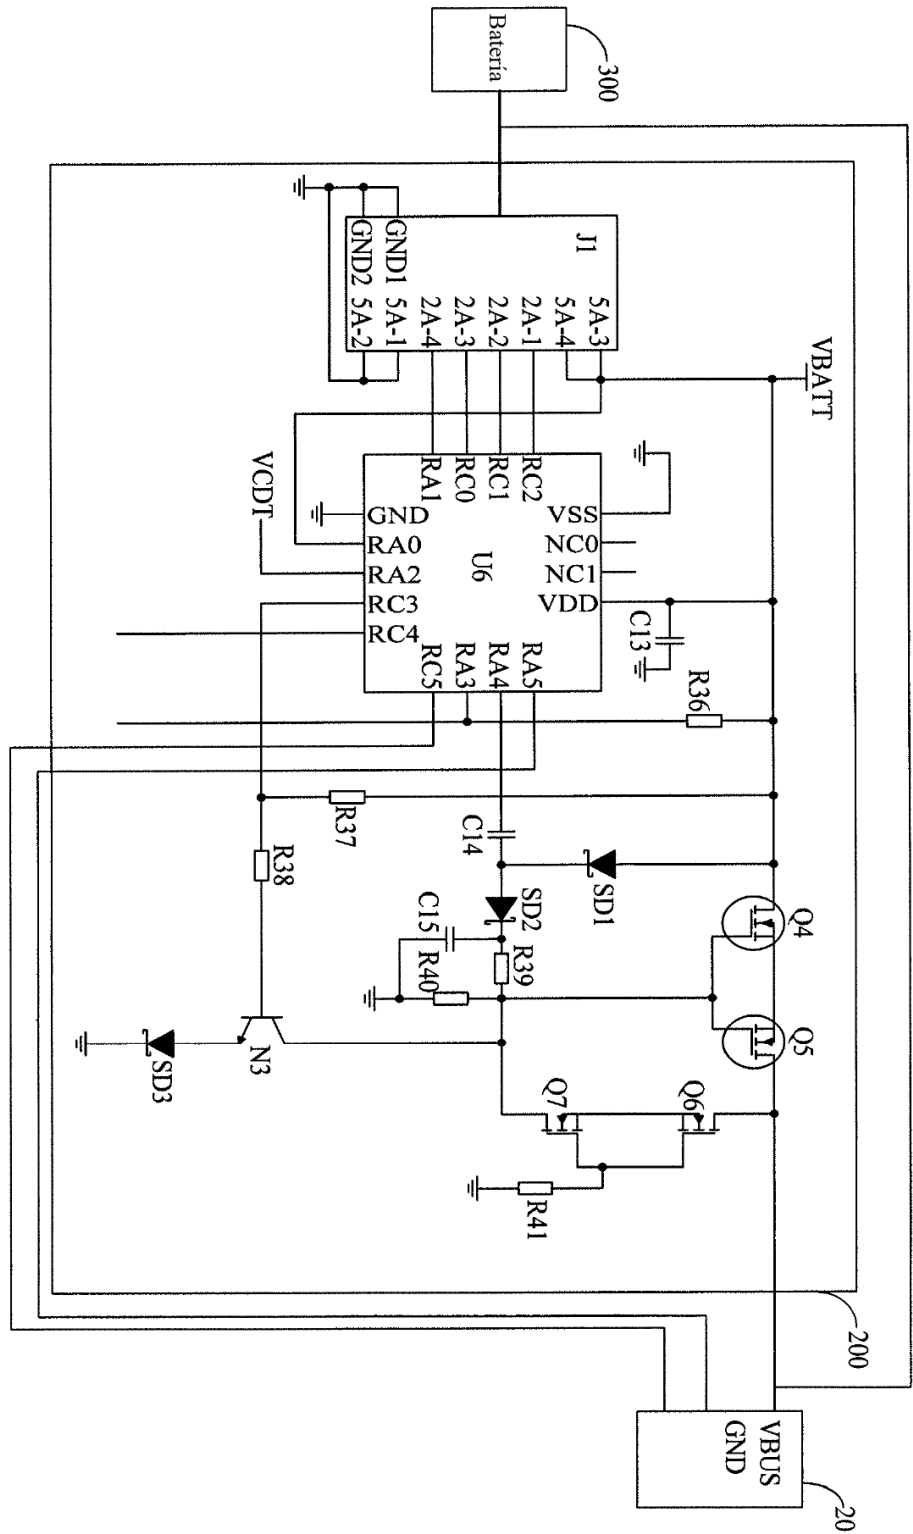 Batería
300
J1
GND1
GND2
5A-3
5A-4
2A-1
2A-2
2A-3
2A-4
5A-1
5A-2
VBATT
VCDT
RC2
RC1
RC0
RA1
VSS
NC0
NC1
VDD
U6
GND
RA0
RA2
RC3
RC4
RA5
RA4
RA3
RC5
C13
R36
R37
R38
C14
SD1
SD2
C15
R39
R40
Q4
Q5
N3
SD3
Q7
Q6
R41
200
VBUS
GND
20